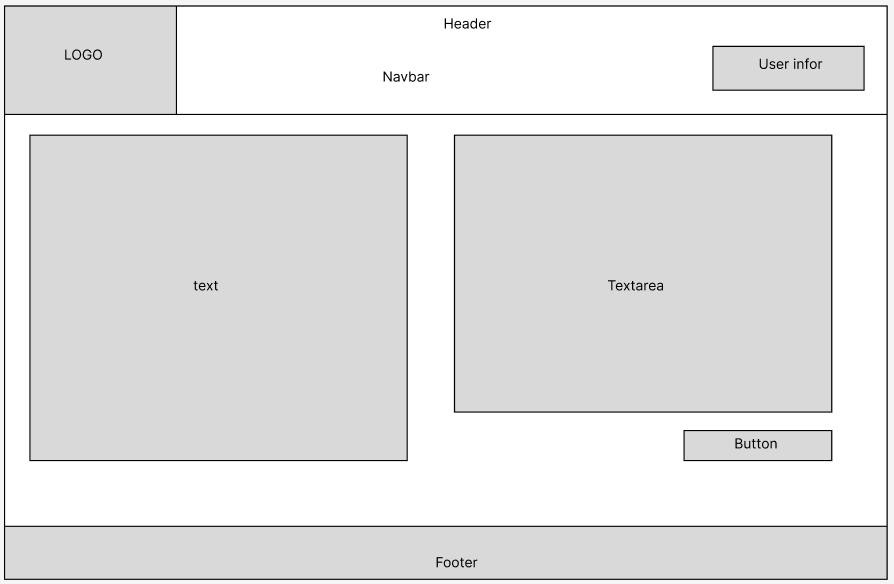 Header
LOGO
User infor
Navbar
text
Textarea
Button
Footer